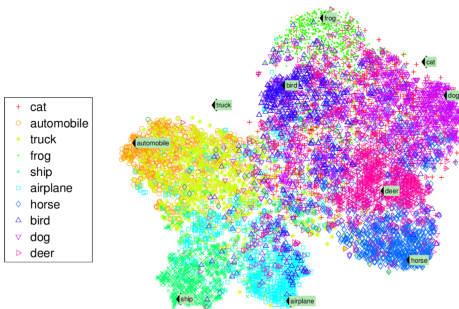 frog
cat
bird
dog
truck
automobile
deer
horse
ship
airplane
cat
automobile
truck
frog
ship
airplane
horse
bird
dog
deer